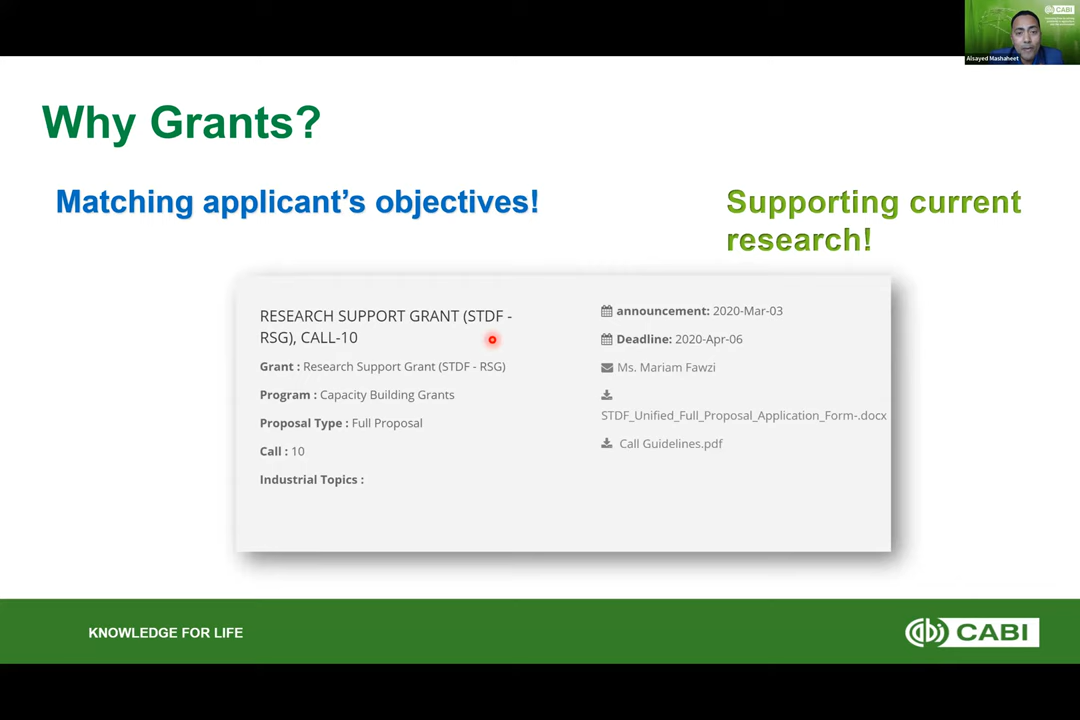 CABI
Alsayed Mashaheet
Why Grants?
Matching applicant's objectives!
Supporting current
research!
RESEARCH SUPPORT GRANT (STDF -
RSG), CALL-10
Grant : Research Support Grant (STDF - RSG)
Program : Capacity Building Grants
Proposal Type : Full Proposal
Call : 10
Industrial Topics :
announcement: 2020-Mar-03
Deadline: 2020-Apr-06
Ms. Mariam Fawzi
STDF_Unified_Full_Proposal_Application_Form-.docx
Call Guidelines.pdf
KNOWLEDGE FOR LIFE
CABI